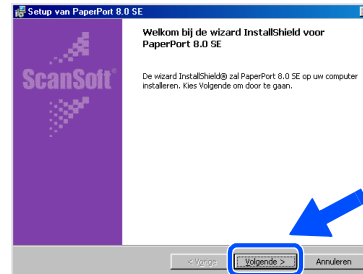 Setup van PaperPort 8.0 SE
Welkom bij de wizard InstallShield voor
PaperPort 8.0 SE
ScanSoft®
De wizard InstallShield® zal PaperPort 8.0 SE op uw computer
installeren. Kies Volgende om door te gaan.
< Vorige
Volgende >
Annuleren